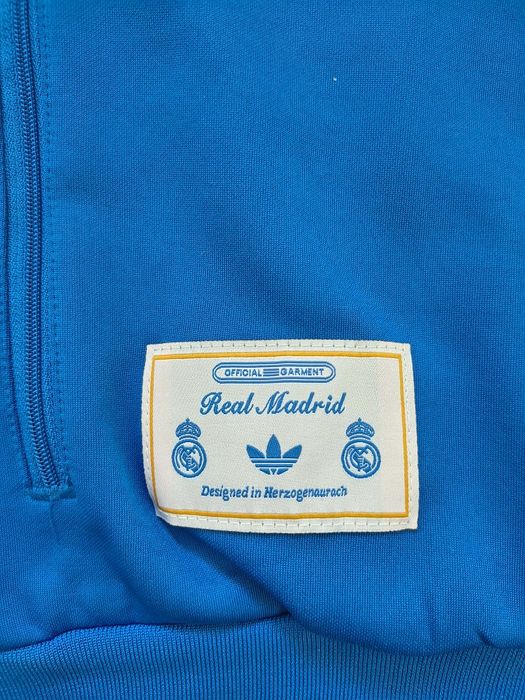 OFFICIAL GARMENT
Real Madrid
Designed in Herzogenaurach